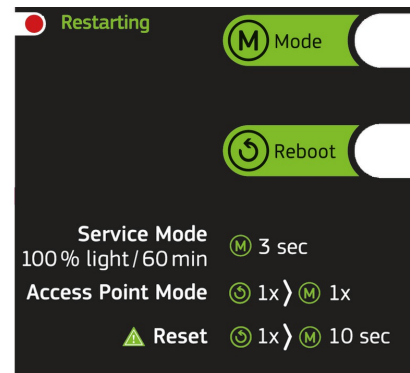 Restarting
M Mode
Reboot
Service Mode
100 % light / 60 min
M 3 sec
Access Point Mode
1x ⟩ M 1x
Reset
1x ⟩ M 10 sec